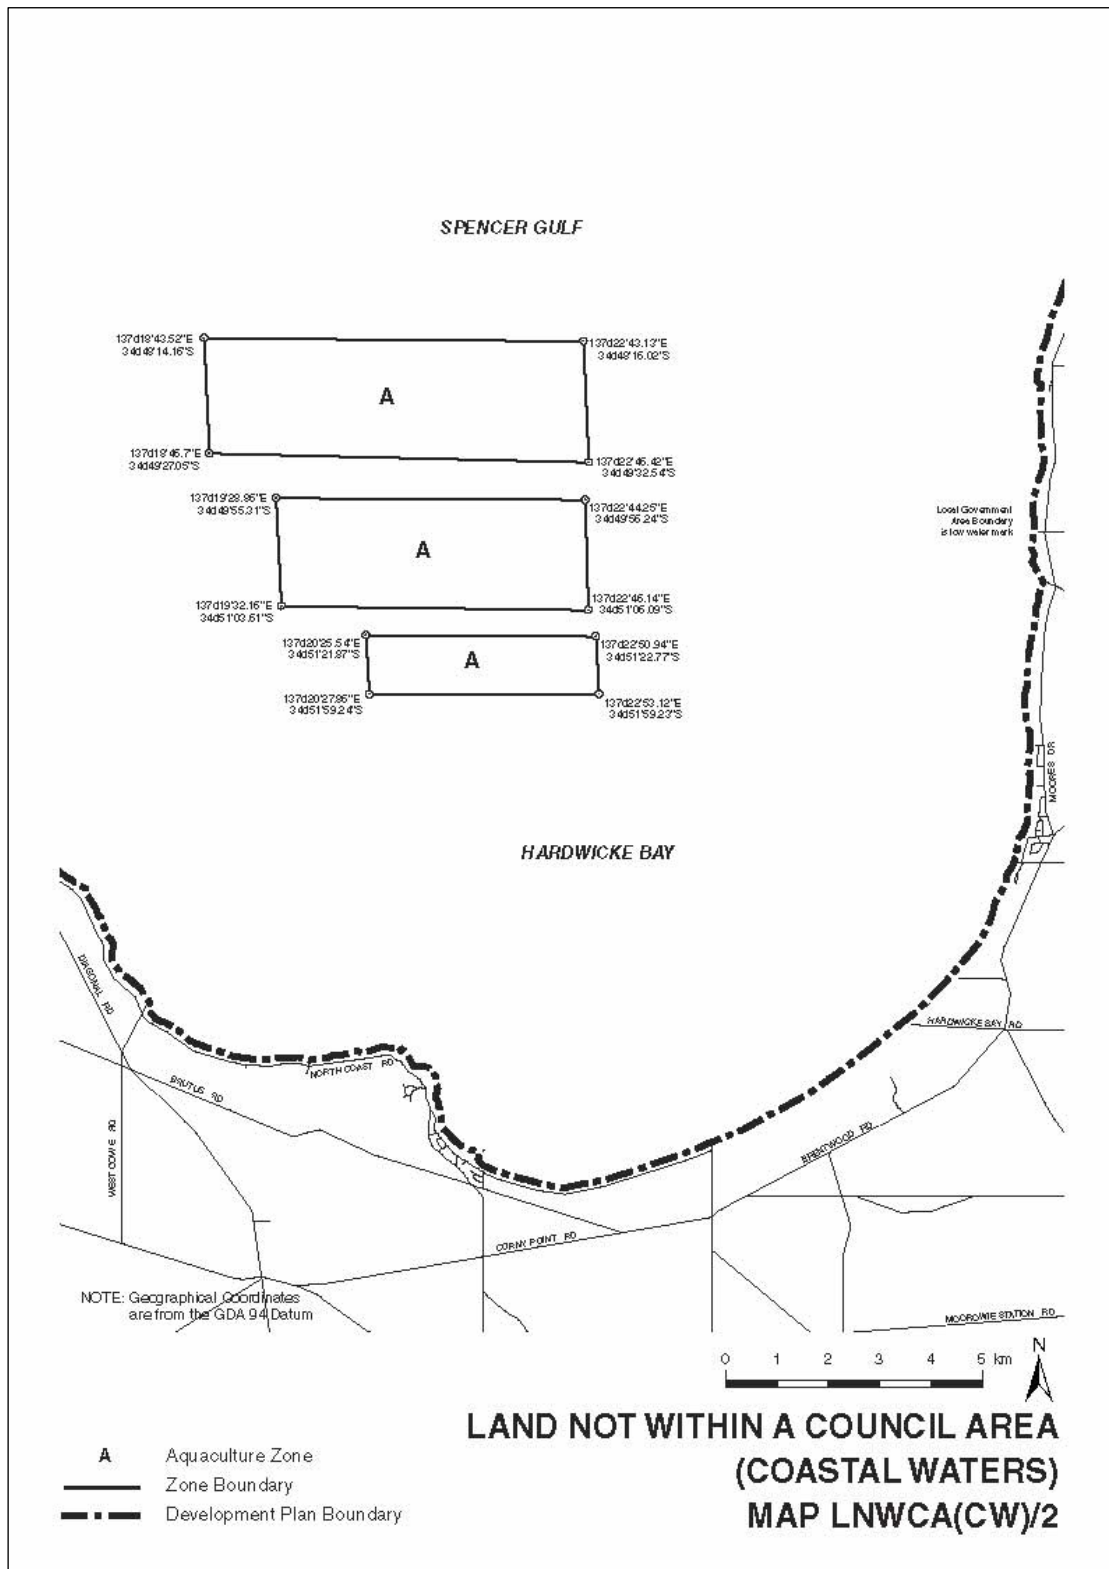 SPENCER GULF
137d18'43.52"E
34d48'14.16"S
137d22'43.13"E
34d48'16.02"S
A
137d18'45.7"E
34d49'27.05"S
137d22'45.42"E
34d49'32.54"S
137d19'28.95"E
34d49'55.31"S
137d22'44.25"E
34d49'56.24"S
Local Government
Area Boundary
is low water mark
A
137d19'32.16"E
34d51'03.51"S
137d22'46.14"E
34d51'06.09"S
137d20'25.54"E
34d51'21.87"S
137d22'50.94"E
34d51'22.77"S
A
137d20'27.86"E
34d51'59.24"S
137d22'53.12"E
34d51'59.23"S
MOORES DR
HARDWICKE BAY
DIAGONAL RD
HARDWICKE BAY RD
NORTH COAST RD
BRUTUS RD
WEST COWIE RD
BRENTWOOD RD
CORNY POINT RD
NOTE: Geographical Coordinates
are from the GDA 94 Datum
MOOROWIE STATION RD
N
0 1 2 3 4 5 km
LAND NOT WITHIN A COUNCIL AREA
(COASTAL WATERS)
MAP LNWCA(CW)/2
A Aquaculture Zone
Zone Boundary
Development Plan Boundary